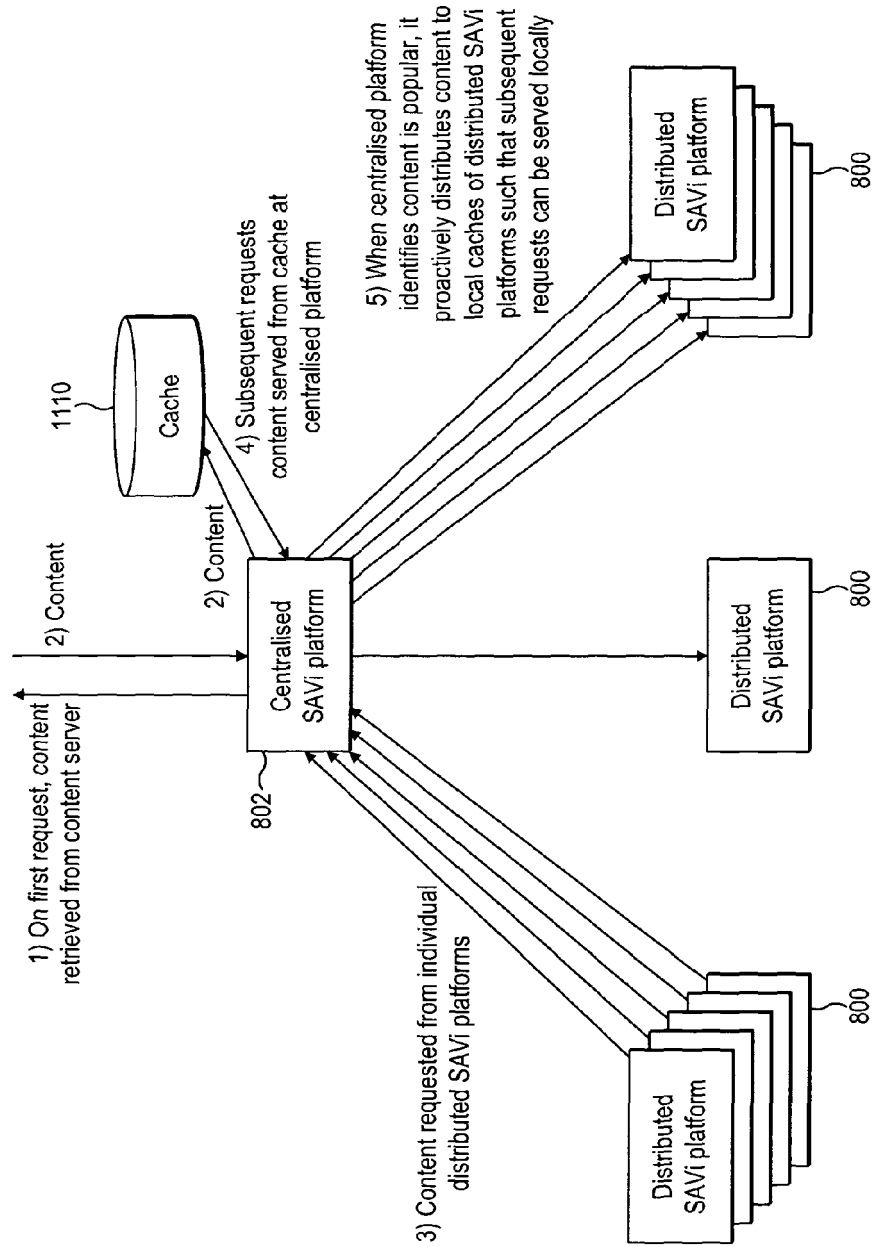 1) On first request, content
retrieved from content server
2) Content
1110
Cache
802
Centralised
SAVi platform
2) Content
4) Subsequent requests
content served from cache at
centralised platform
3) Content requested from individual
distributed SAVi platforms
5) When centralised platform
identifies content is popular, it
proactively distributes content to
local caches of distributed SAVi
platforms such that subsequent
requests can be served locally
Distributed
SAVi platform
800
Distributed
SAVi platform
800
Distributed
SAVi platform
800